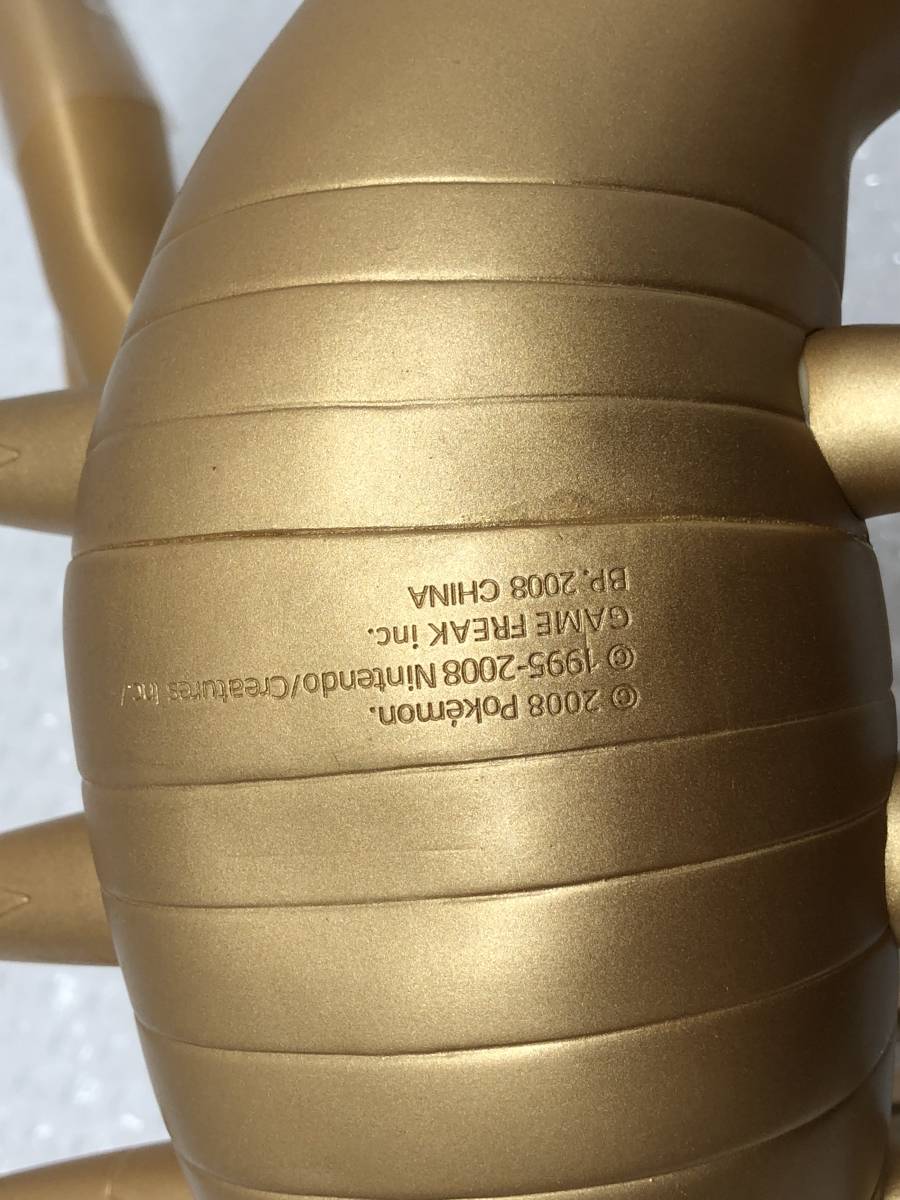 © 2008 Pokémon.
© 1995-2008 Nintendo/Creatures Inc./
GAME FREAK inc.
BP. 2008 CHINA